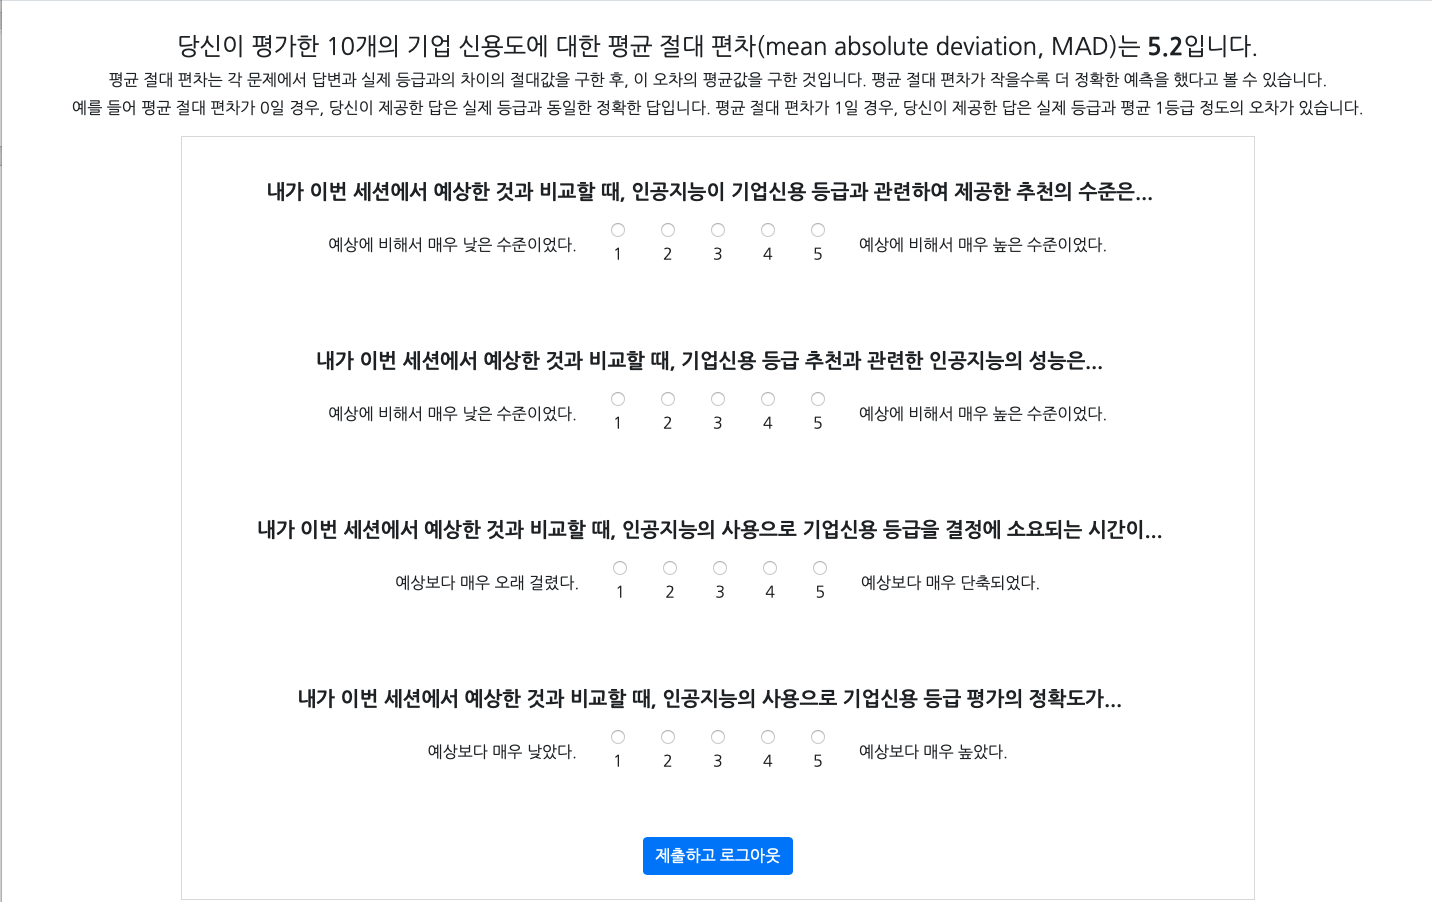 당신이 평가한 10개의 기업 신용도에 대한 평균 절대 편차(mean absolute deviation, MAD)는 5.2입니다.
평균 절대 편차는 각 문제에서 답변과 실제 등급과의 차이의 절대값을 구한 후, 이 오차의 평균값을 구한 것입니다. 평균 절대 편차가 작을수록 더 정확한 예측을 했다고 볼 수 있습니다.
예를 들어 평균 절대 편차가 0일 경우, 당신이 제공한 답은 실제 등급과 동일한 정확한 답입니다. 평균 절대 편차가 1일 경우, 당신이 제공한 답은 실제 등급과 평균 1등급 정도의 오차가 있습니다.
내가 이번 세션에서 예상한 것과 비교할 때, 인공지능이 기업신용 등급과 관련하여 제공한 추천의 수준은...
예상에 비해서 매우 낮은 수준이었다. 1 2 3 4 5 예상에 비해서 매우 높은 수준이었다.
내가 이번 세션에서 예상한 것과 비교할 때, 기업신용 등급 추천과 관련한 인공지능의 성능은...
예상에 비해서 매우 낮은 수준이었다. 1 2 3 4 5 예상에 비해서 매우 높은 수준이었다.
내가 이번 세션에서 예상한 것과 비교할 때, 인공지능의 사용으로 기업신용 등급을 결정에 소요되는 시간이...
예상보다 매우 오래 걸렸다. 1 2 3 4 5 예상보다 매우 단축되었다.
내가 이번 세션에서 예상한 것과 비교할 때, 인공지능의 사용으로 기업신용 등급 평가의 정확도가...
예상보다 매우 낮았다. 1 2 3 4 5 예상보다 매우 높았다.
제출하고 로그아웃